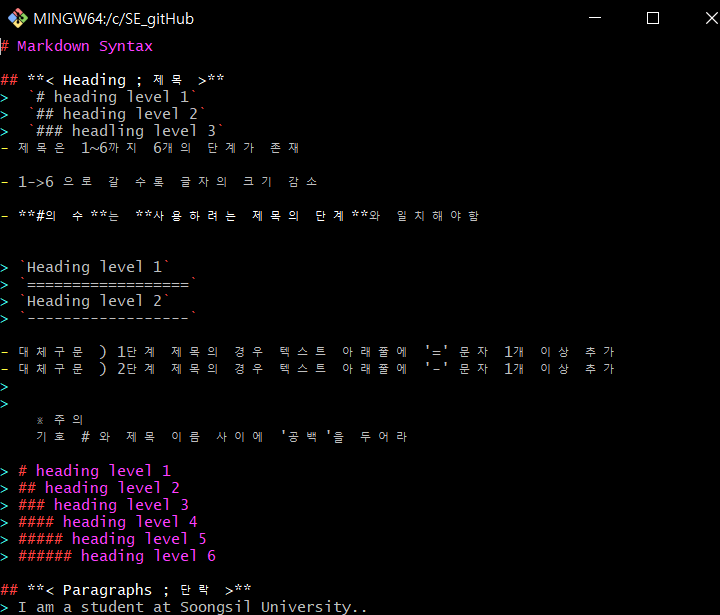 MINGW64:/c/SE_gitHub
# Markdown Syntax
## **< Heading ; 제목 >**
>  `# heading level 1`
>  `## heading level 2`
>  `### headling level 3`
- 제목은 1~6까지 6개의 단계가 존재
- 1->6 으로 갈 수록 글자의 크기 감소
- **#의 수**는 **사용하려는 제목의 단계**와 일치해야함
> `Heading level 1`
> `==================`
> `Heading level 2`
> `------------------`
- 대체구문 ) 1단계 제목의 경우 텍스트 아래줄에 '=' 문자 1개 이상 추가
- 대체구문 ) 2단계 제목의 경우 텍스트 아래줄에 '-' 문자 1개 이상 추가
>
>
※ 주의
기호 # 와 제목 이름 사이에 '공백'을 두어라
> # heading level 1
> ## heading level 2
> ### heading level 3
> #### heading level 4
> ##### heading level 5
> ###### heading level 6
## **< Paragraphs ; 단락 >**
> I am a student at Soongsil University..